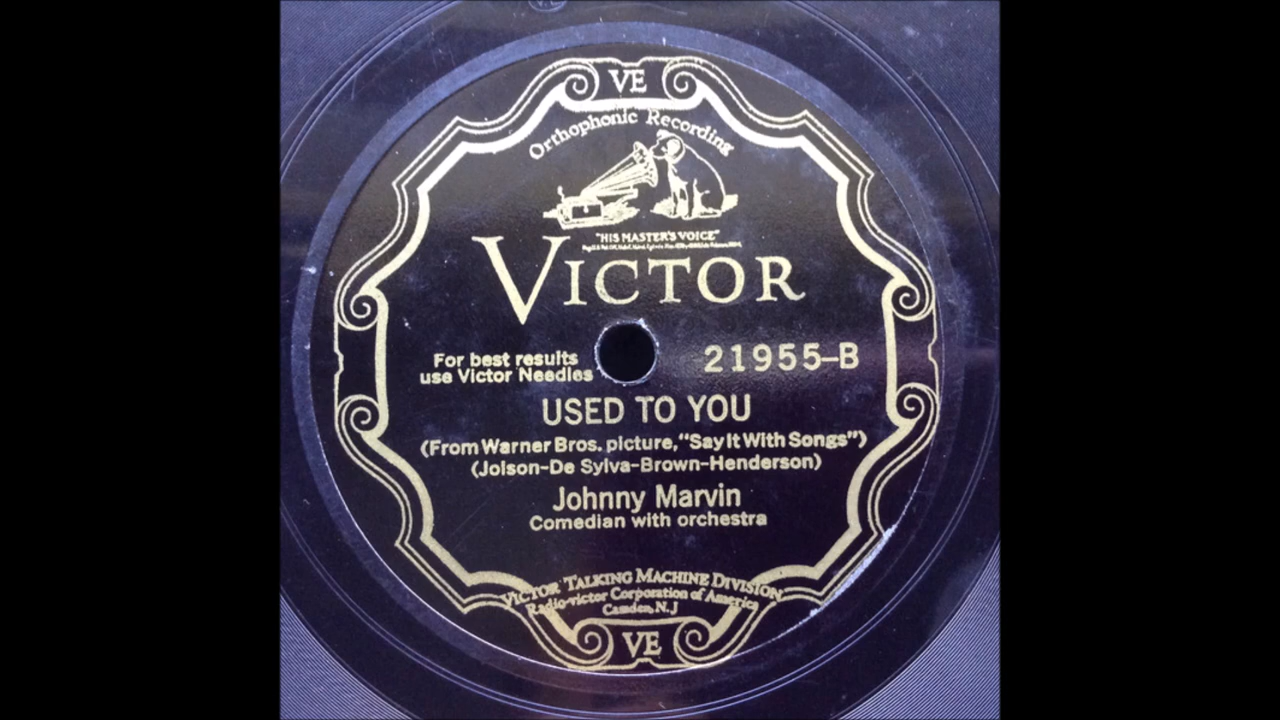 VE
Orthophonic Recording
"HIS MASTER'S VOICE"
VICTOR
For best results
use Victor Needles
21955-B
USED TO YOU
(From Warner Bros. picture, "Say It With Songs")
(Jolson-De Sylva-Brown-Henderson)
Johnny Marvin
Comedian with orchestra
VICTOR TALKING MACHINE DIVISION
Radio-victor Corporation of America
Camden, N. J
VE